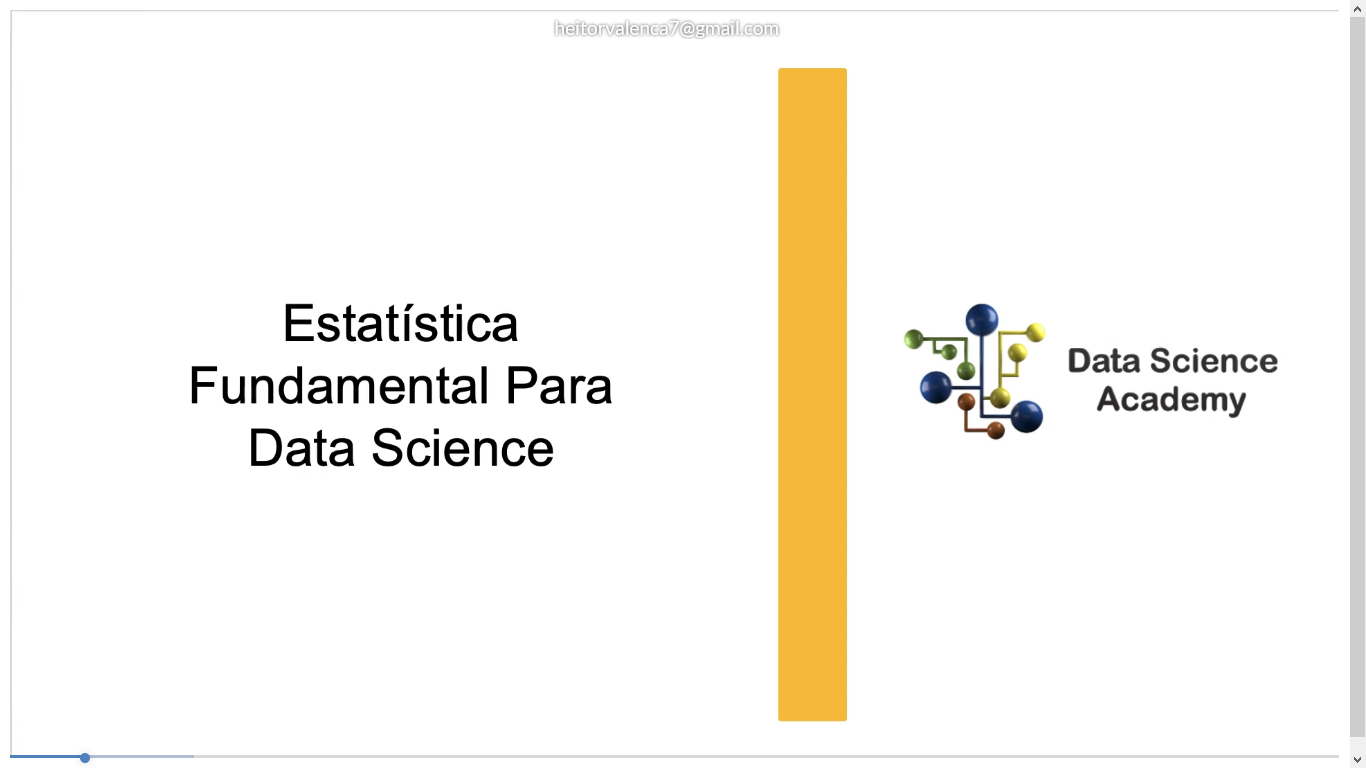 heitorvalenca7@gmail.com
Estatística
Fundamental Para
Data Science
Data Science
Academy